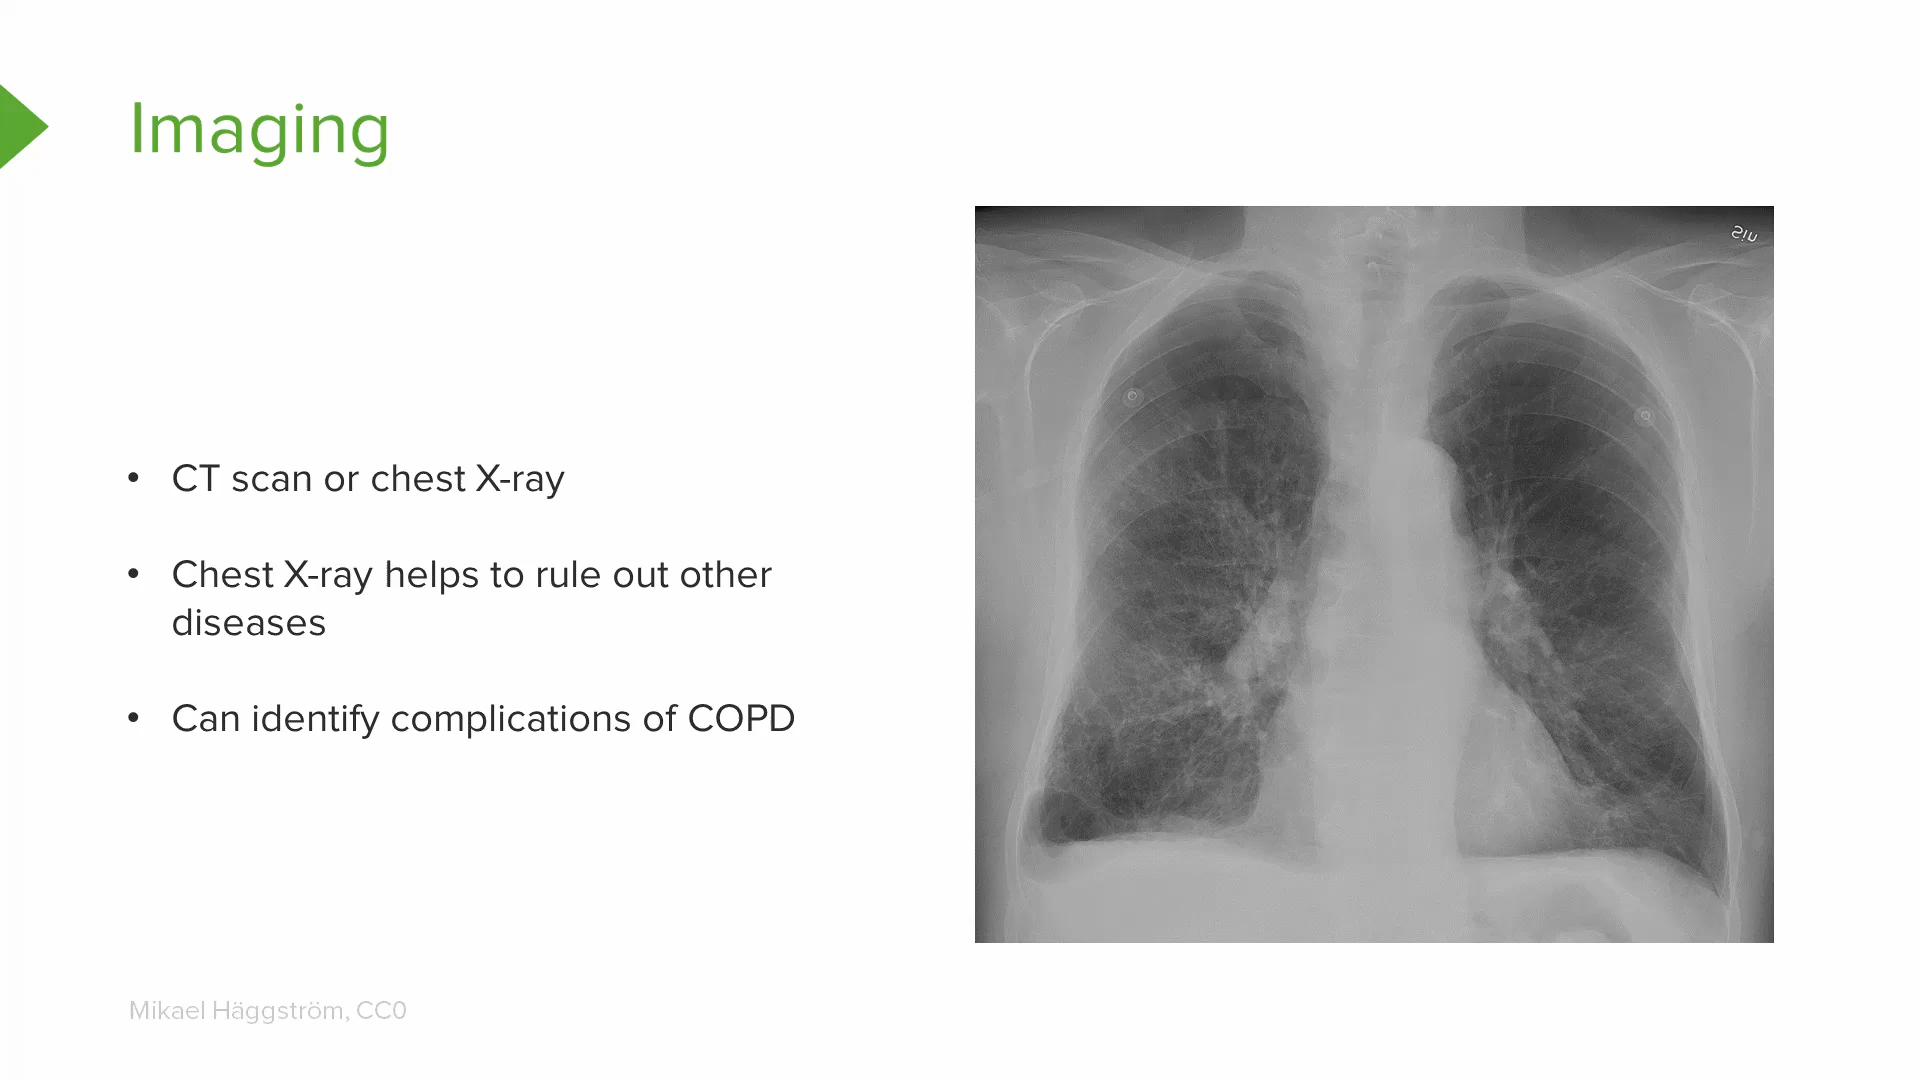 Imaging
• CT scan or chest X-ray
• Chest X-ray helps to rule out other
diseases
• Can identify complications of COPD
Sin
Mikael Häggström, CC0